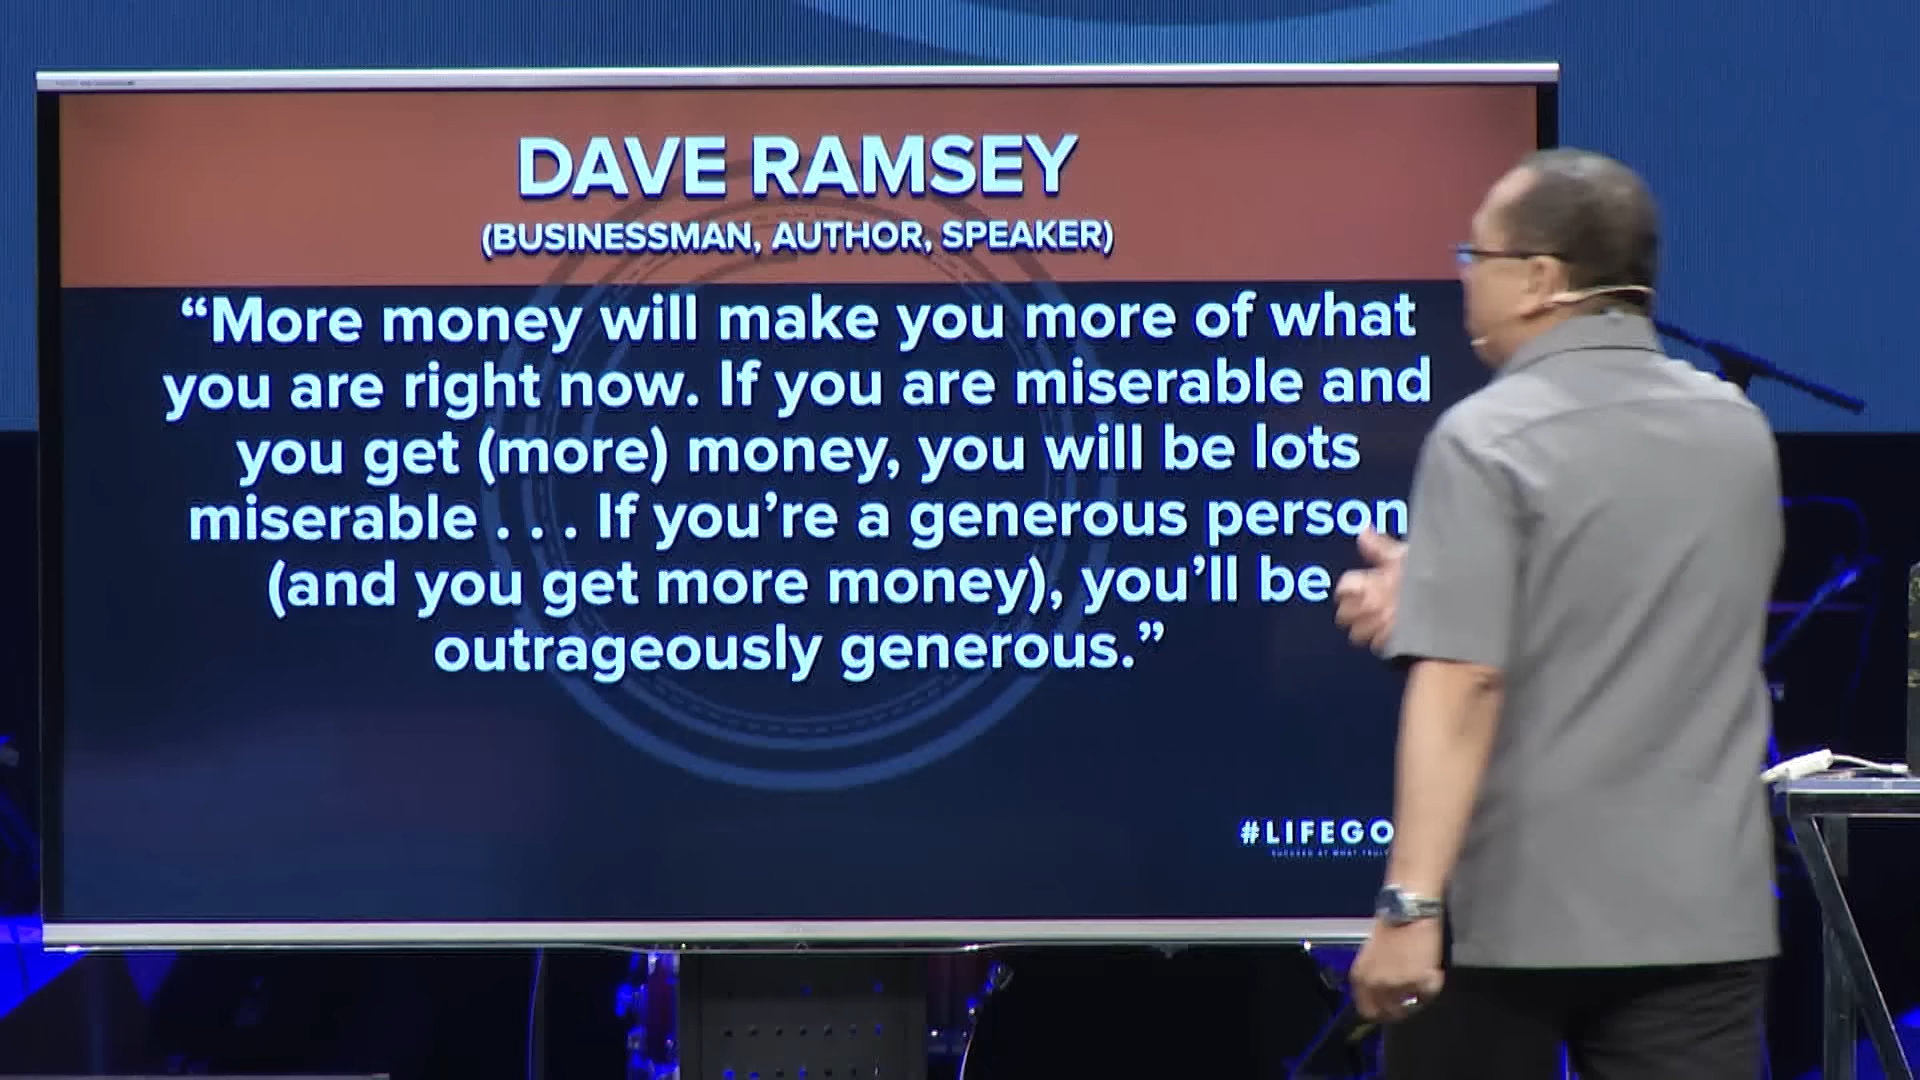 DAVE RAMSEY
(BUSINESSMAN, AUTHOR, SPEAKER)
“More money will make you more of what
you are right now. If you are miserable and
you get (more) money, you will be lots
miserable . . . If you’re a generous person
(and you get more money), you’ll be
outrageously generous.”
#LIFEGO